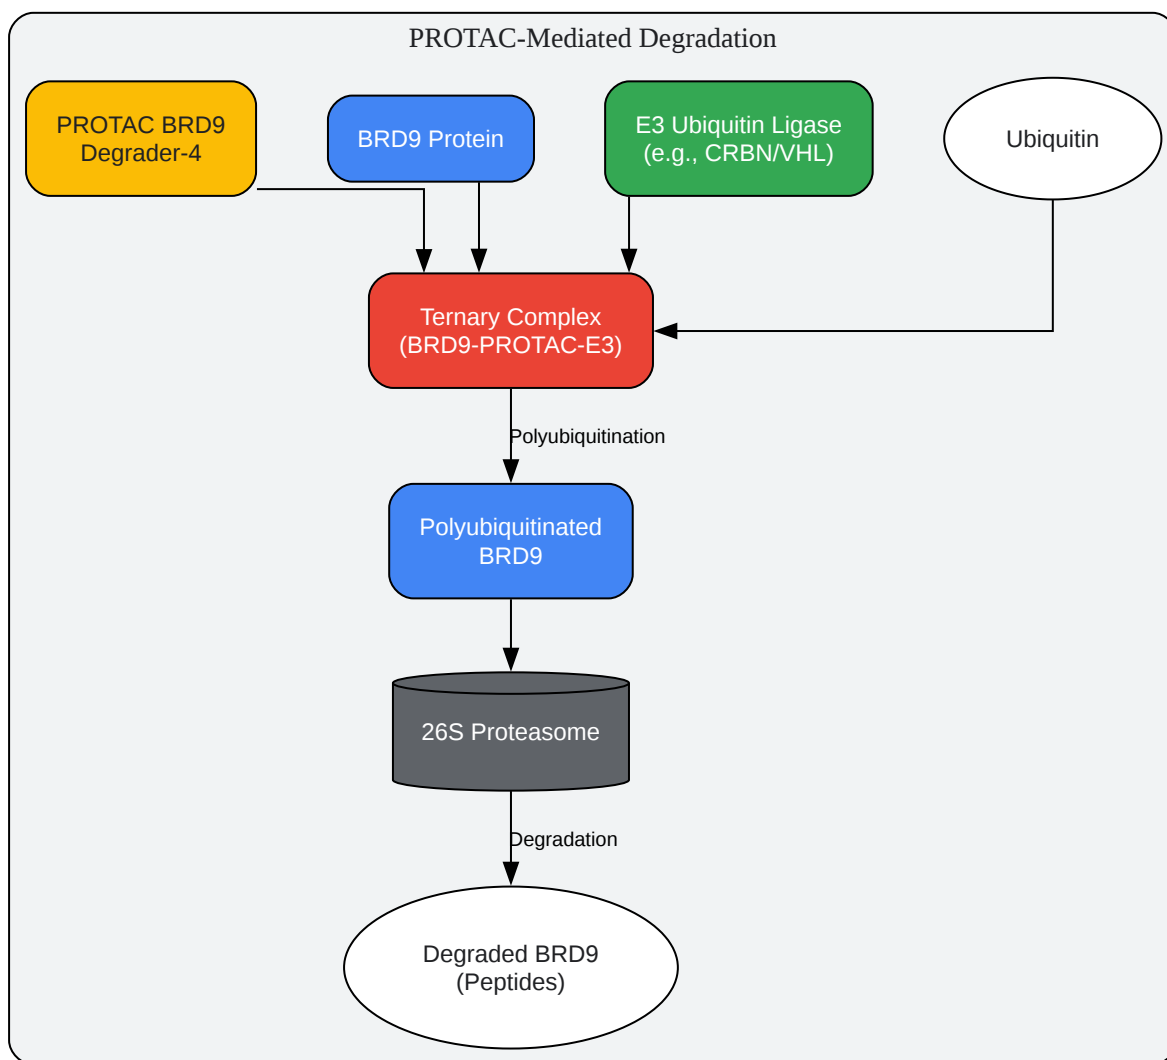 PROTAC-Mediated Degradation
PROTAC BRD9
Degrader-4
BRD9 Protein
E3 Ubiquitin Ligase
(e.g., CRBN/VHL)
Ubiquitin
Ternary Complex
(BRD9-PROTAC-E3)
Polyubiquitination
Polyubiquitinated
BRD9
26S Proteasome
Degradation
Degraded BRD9
(Peptides)